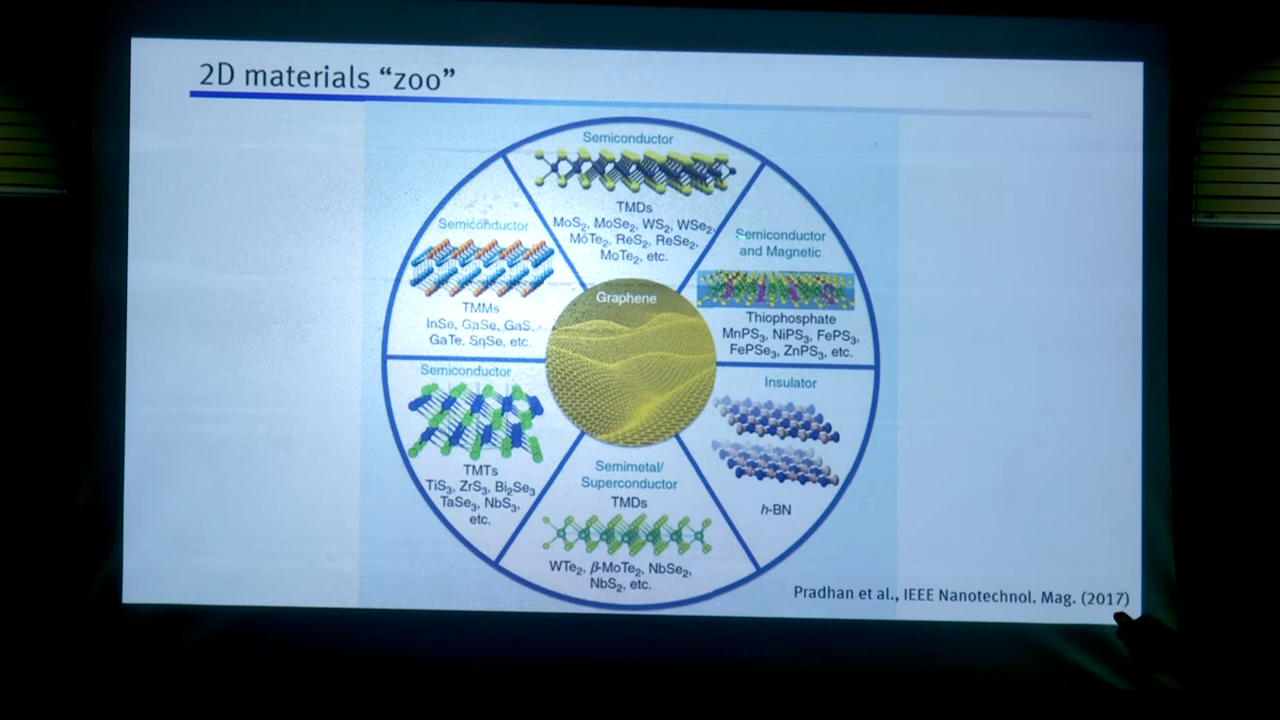 2D materials “zoo”
Semiconductor
TMDs
MoS₂, MoSe₂, WS₂, WSe₂,
MoTe₂, ReS₂, ReSe₂,
MoTe₂, etc.
Semiconductor
and Magnetic
Thiophosphate
MnPS₃, NiPS₃, FePS₃,
FePSe₃, ZnPS₃, etc.
Insulator
h-BN
Semimetal/
Superconductor
TMDs
WTe₂, β-MoTe₂, NbSe₂,
NbS₂, etc.
Semiconductor
TMTs
TiS₃, ZrS₃, Bi₂Se₃
TaSe₃, NbS₃,
etc.
Semiconductor
TMMs
InSe, GaSe, GaS,
GaTe, SnSe, etc.
Graphene
Pradhan et al., IEEE Nanotechnol. Mag. (2017)